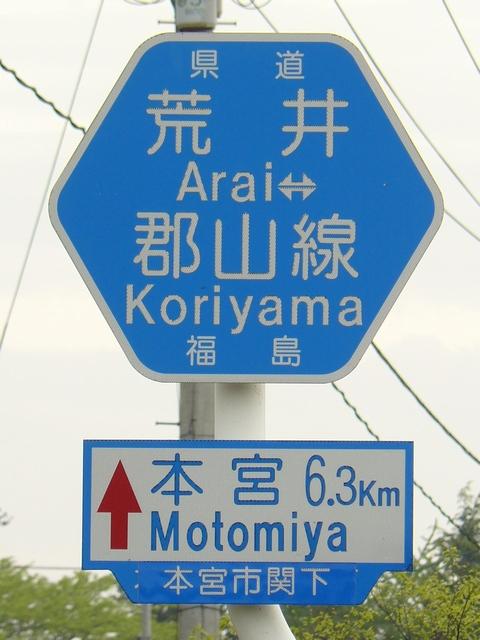 県道
荒井
Arai⇔
郡山線
Koriyama
福島
本宮 6.3Km
Motomiya
本宮市関下